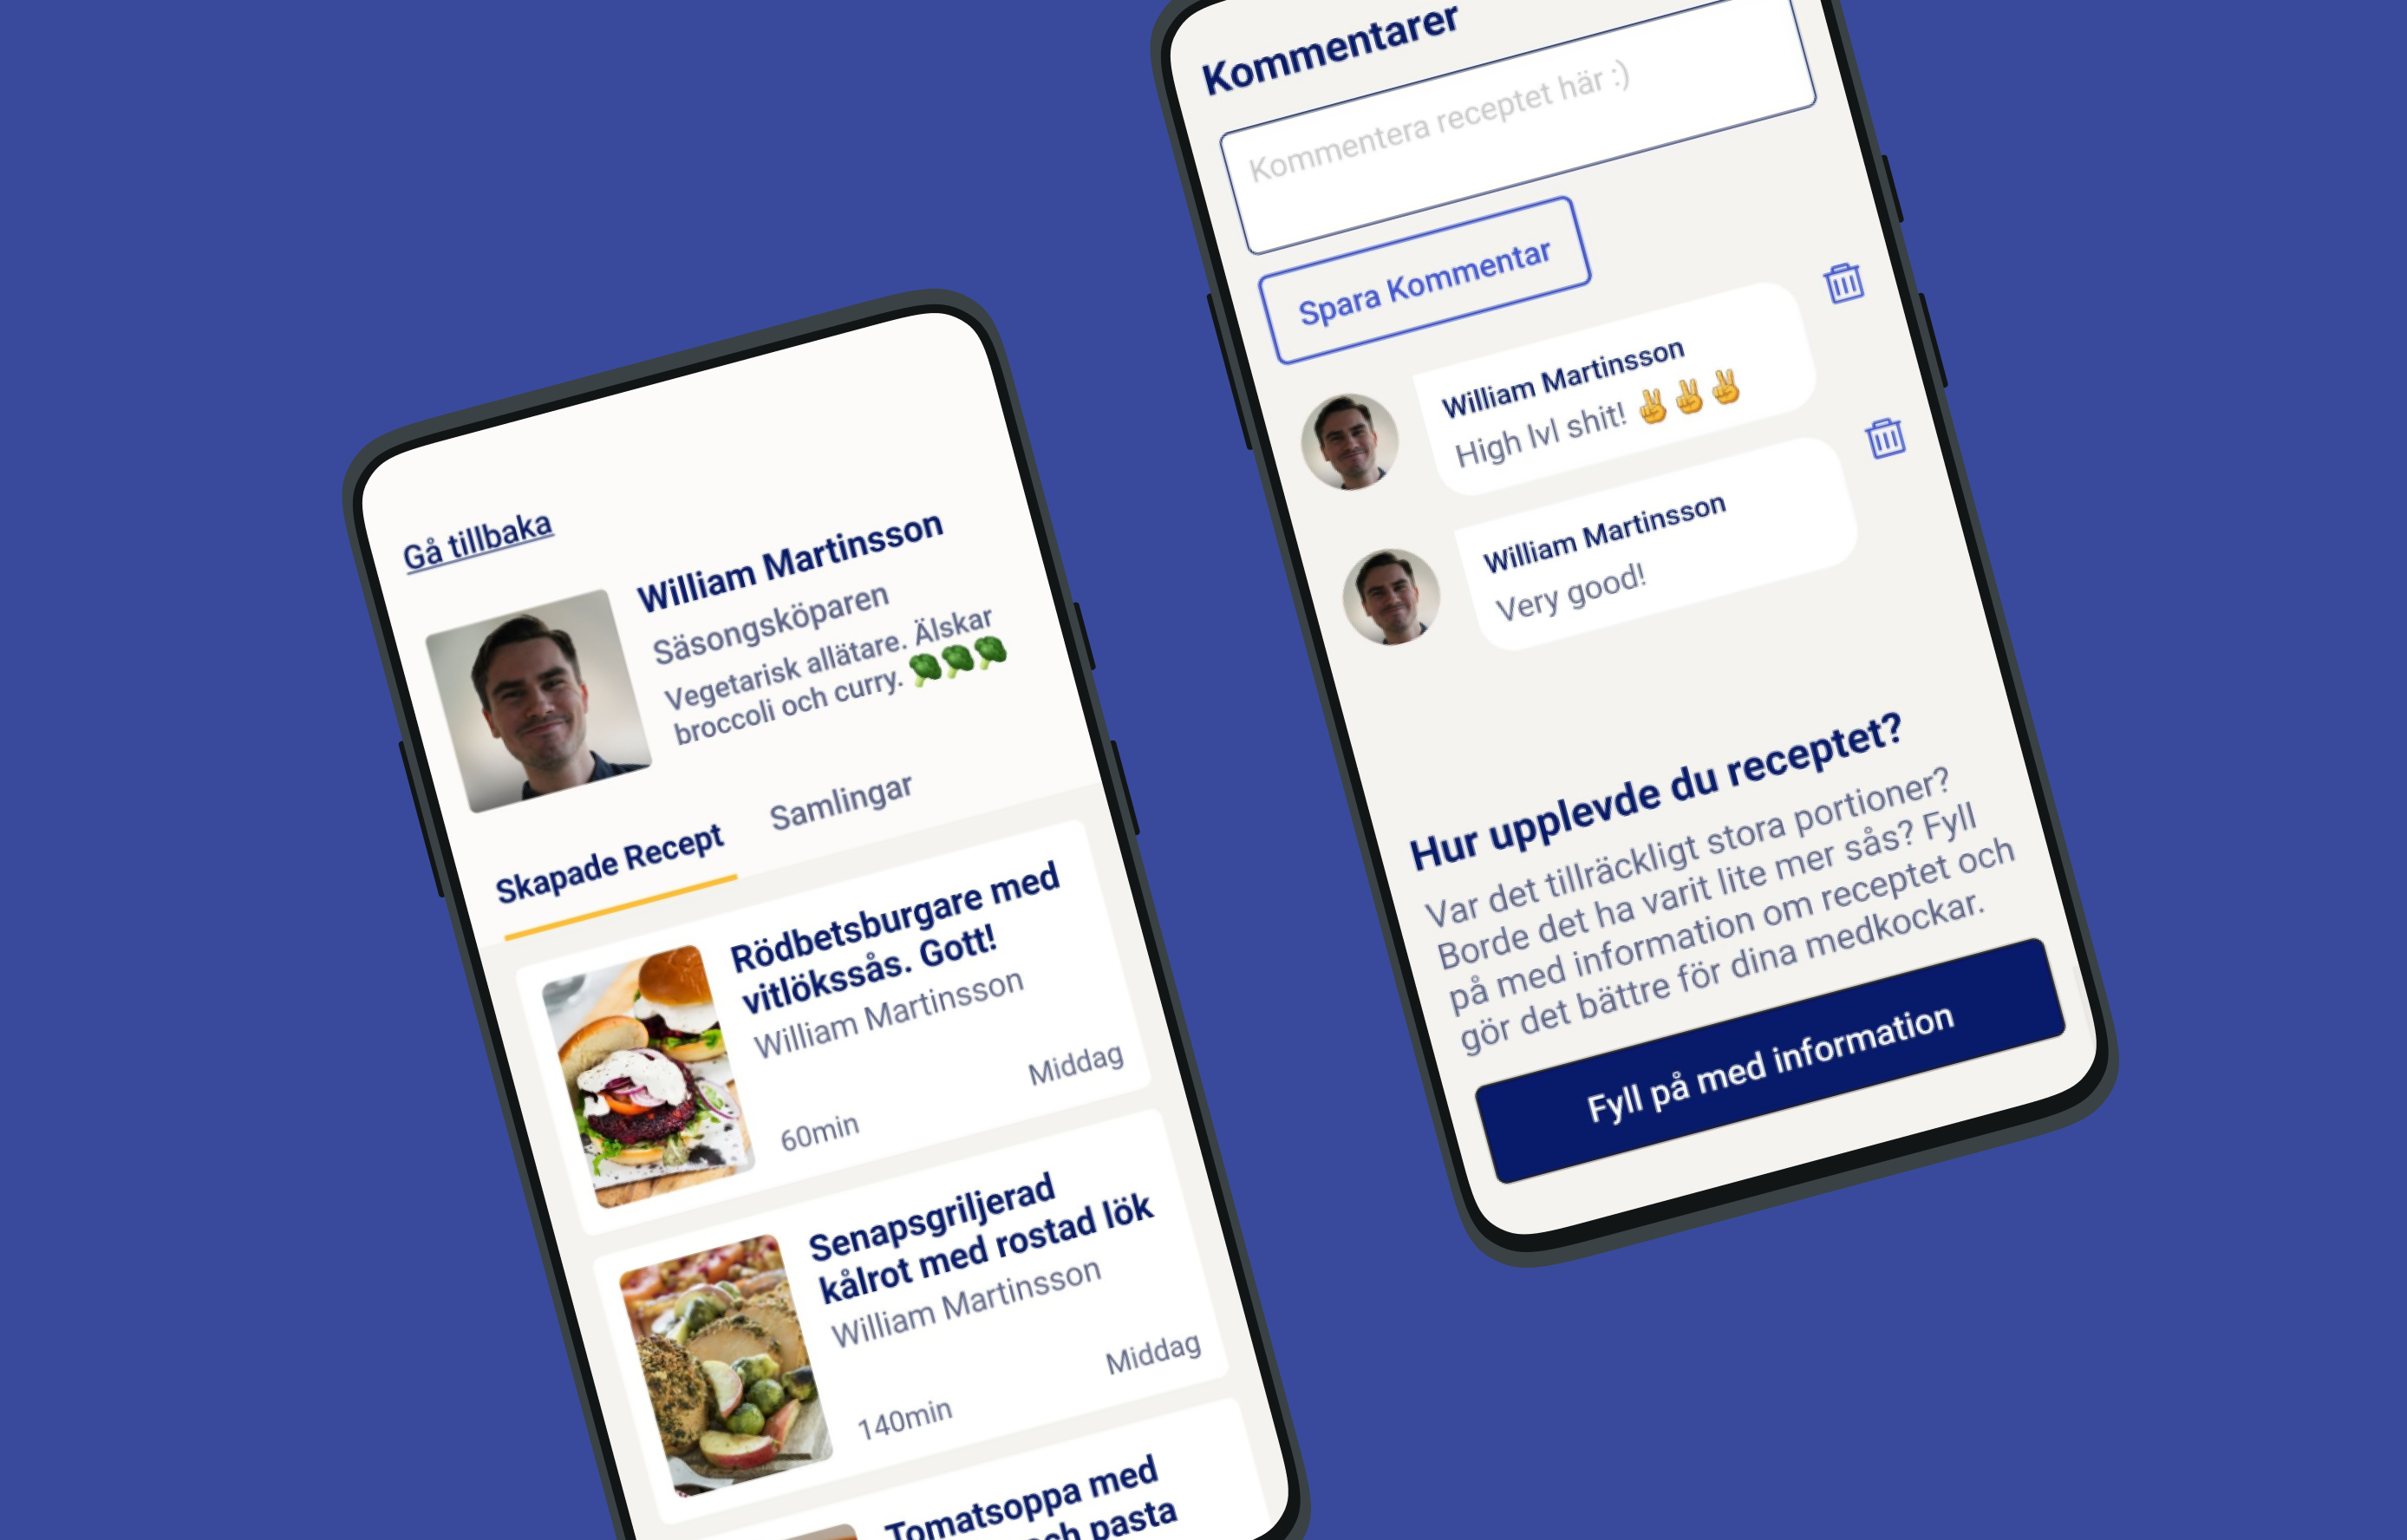 Gå tillbaka
William Martinsson
Säsongsköparen
Vegetarisk allätare. Älskar
broccoli och curry. 🥦🥦🥦
Skapade Recept
Samlingar
Rödbetsburgare med
vitlökssås. Gott!
William Martinsson
60min
Middag
Senapsgriljerad
kålrot med rostad lök
William Martinsson
140min
Middag
Tomatsoppa med
och pasta
Kommentarer
Kommentera receptet här :)
Spara Kommentar
William Martinsson
High lvl shit! ✌️✌️✌️
William Martinsson
Very good!
Hur upplevde du receptet?
Var det tillräckligt stora portioner?
Borde det ha varit lite mer sås? Fyll
på med information om receptet och
gör det bättre för dina medkockar.
Fyll på med information